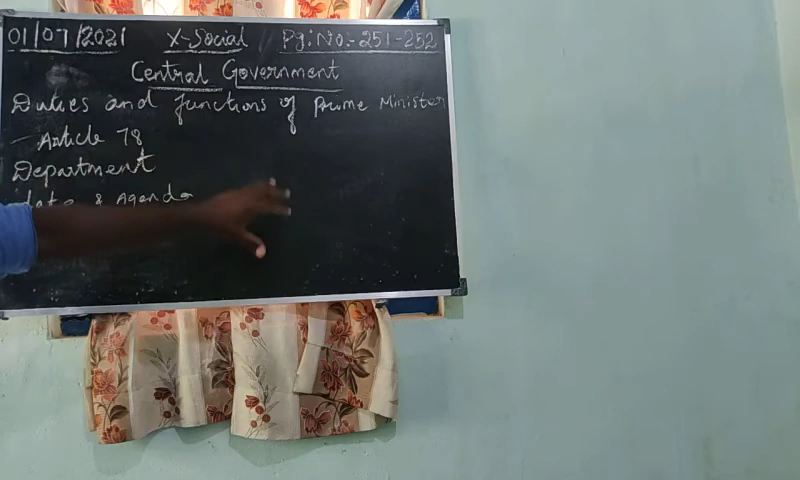 01/07/2021 X-Social Pg:No:-251-252
Central Government
Duties and functions of Prime Minister
- Article 78
Department
date & Agenda